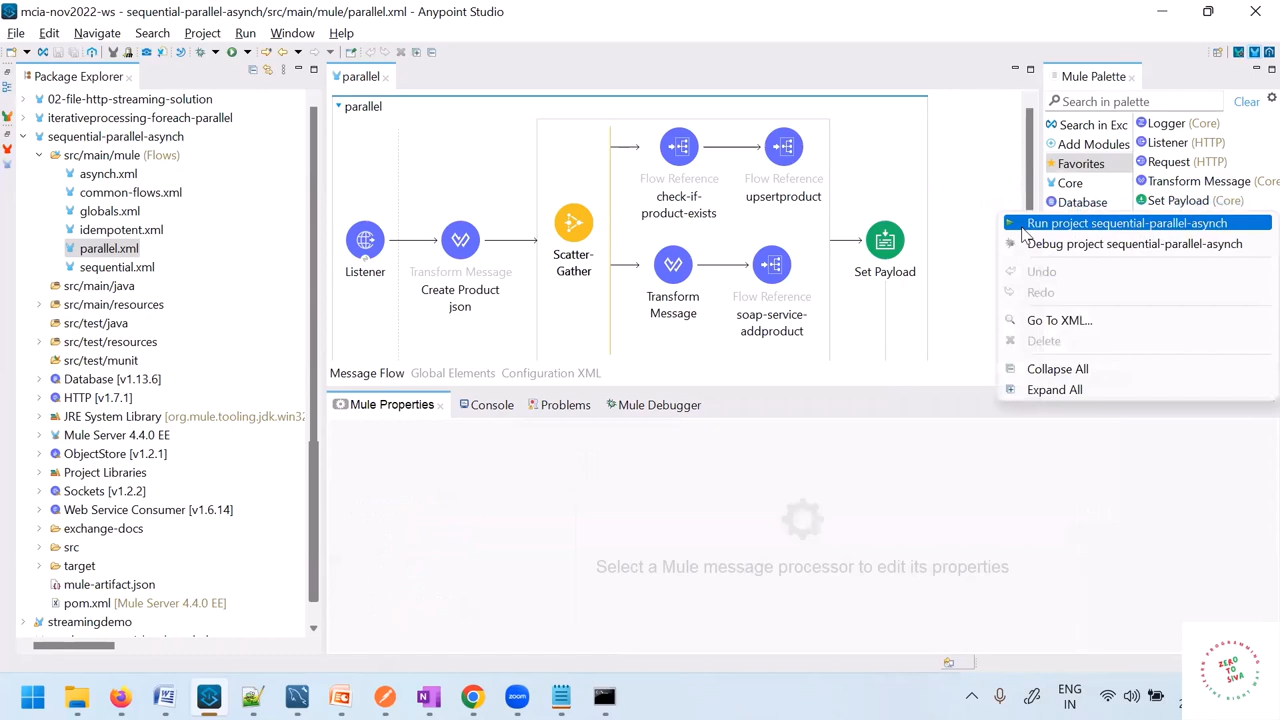 mcia-nov2022-ws - sequential-parallel-asynch/src/main/mule/parallel.xml - Anypoint Studio
File Edit Navigate Search Project Run Window Help
Package Explorer
02-file-http-streaming-solution
iterativeprocessing-foreach-parallel
sequential-parallel-asynch
src/main/mule (Flows)
asynch.xml
common-flows.xml
globals.xml
idempotent.xml
parallel.xml
sequential.xml
src/main/java
src/main/resources
src/test/java
src/test/resources
src/test/munit
Database [v1.13.6]
HTTP [v1.7.1]
JRE System Library [org.mule.tooling.jdk.win32
Mule Server 4.4.0 EE
ObjectStore [v1.2.1]
Project Libraries
Sockets [v1.2.2]
Web Service Consumer [v1.6.14]
exchange-docs
src
target
mule-artifact.json
pom.xml [Mule Server 4.4.0 EE]
streamingdemo
parallel
parallel
Listener
Transform Message
Create Product
json
Scatter-
Gather
Flow Reference
check-if-
product-exists
Flow Reference
upsertproduct
Transform
Message
Flow Reference
soap-service-
addproduct
Set Payload
Message Flow Global Elements Configuration XML
Mule Properties Console Problems Mule Debugger
Select a Mule message processor to edit its properties
Mule Palette
Search in palette Clear
Search in Exc
Add Modules
Favorites
Core
Database
Logger (Core)
Listener (HTTP)
Request (HTTP)
Transform Message (Core
Set Payload (Core)
Run project sequential-parallel-asynch
Debug project sequential-parallel-asynch
Undo
Redo
Go To XML...
Delete
Collapse All
Expand All
ENG
IN
ZERO
TO
SIVA